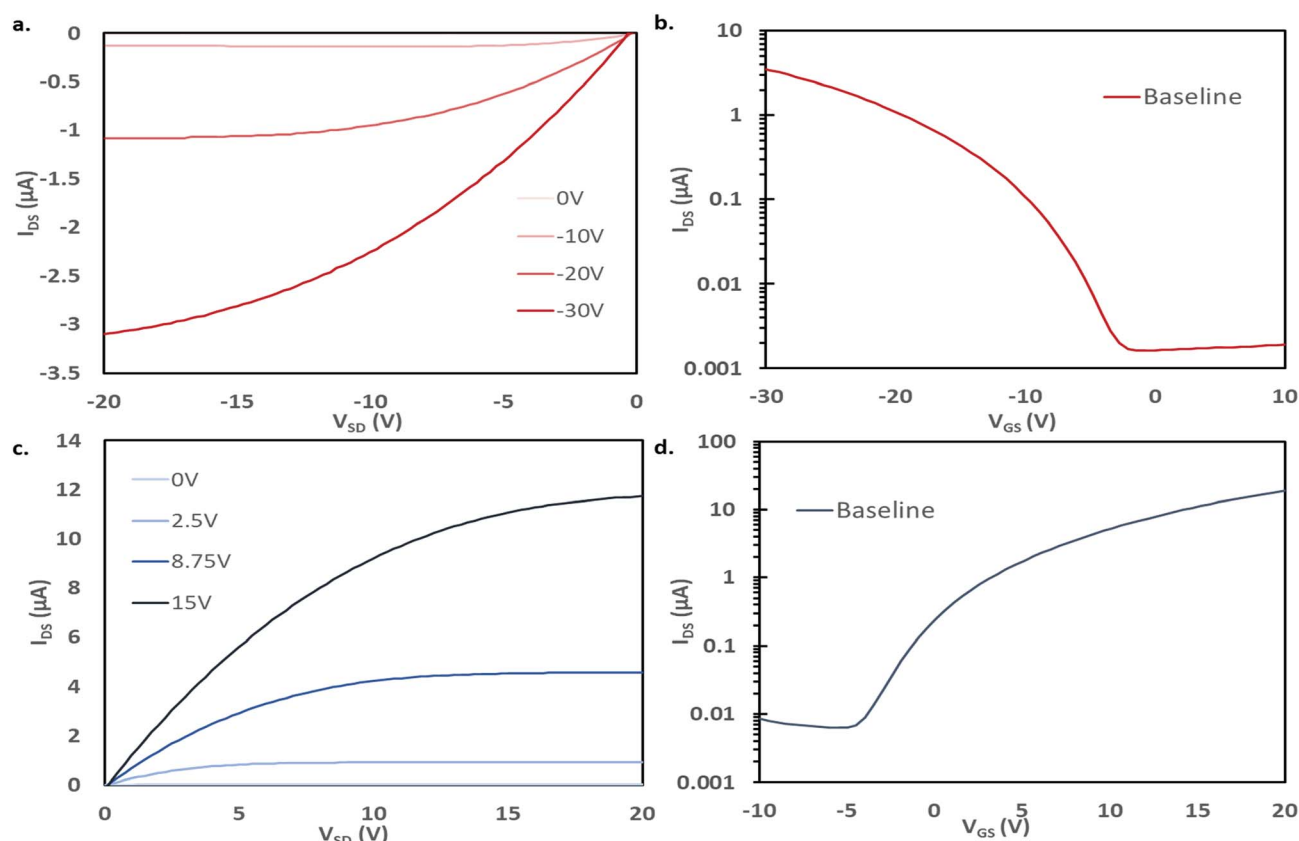 a.
0
-0.5
-1
-1.5
-2
-2.5
-3
-3.5
I_DS (µA)
0V
-10V
-20V
-30V
-20 -15 -10 -5 0
V_SD (V)
b.
10
1
0.1
0.01
0.001
I_DS (µA)
Baseline
-30 -20 -10 0 10
V_GS (V)
c.
14
12
10
8
6
4
2
0
I_DS (µA)
0V
2.5V
8.75V
15V
0 5 10 15 20
V_SD (V)
d.
100
10
1
0.1
0.01
0.001
I_DS (µA)
Baseline
-10 -5 0 5 10 15 20
V_GS (V)